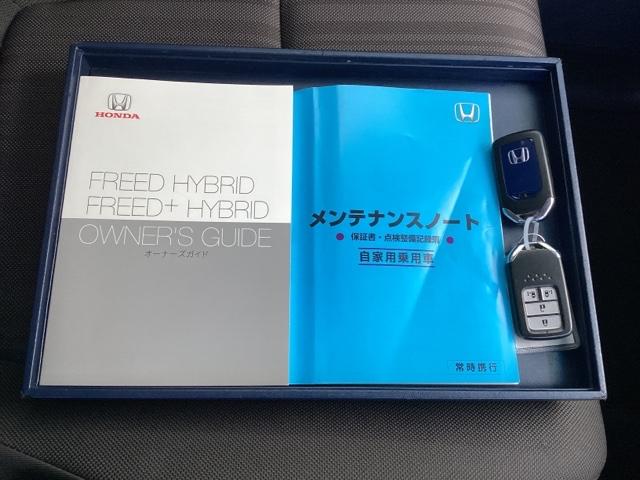 HONDA
FREED HYBRID
FREED+ HYBRID
OWNER'S GUIDE
オーナーズガイド
メンテナンスノート
● 保証書・点検整備記録簿 ●
自家用乗用車
常時携行